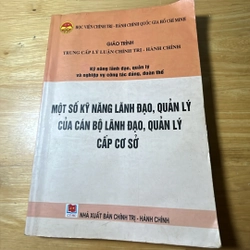 HỌC VIỆN CHÍNH TRỊ - HÀNH CHÍNH QUỐC GIA HỒ CHÍ MINH
GIÁO TRÌNH
TRUNG CẤP LÝ LUẬN CHÍNH TRỊ - HÀNH CHÍNH
Kỹ năng lãnh đạo, quản lý
và nghiệp vụ công tác đảng, đoàn thể
MỘT SỐ KỸ NĂNG LÃNH ĐẠO, QUẢN LÝ
CỦA CÁN BỘ LÃNH ĐẠO, QUẢN LÝ
CẤP CƠ SỞ
NHÀ XUẤT BẢN CHÍNH TRỊ - HÀNH CHÍNH